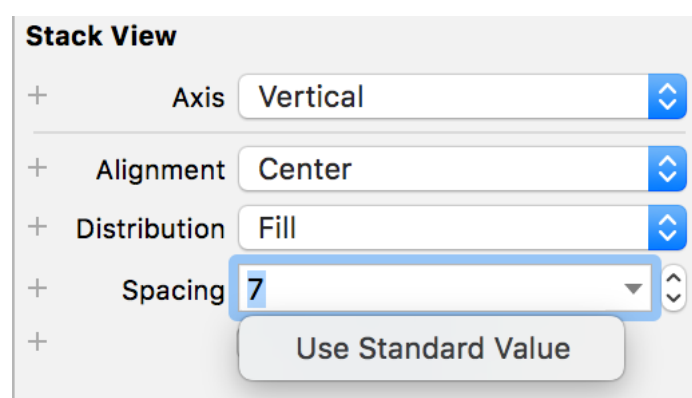 Stack View
Axis Vertical
Alignment Center
Distribution Fill
Spacing 7
Use Standard Value